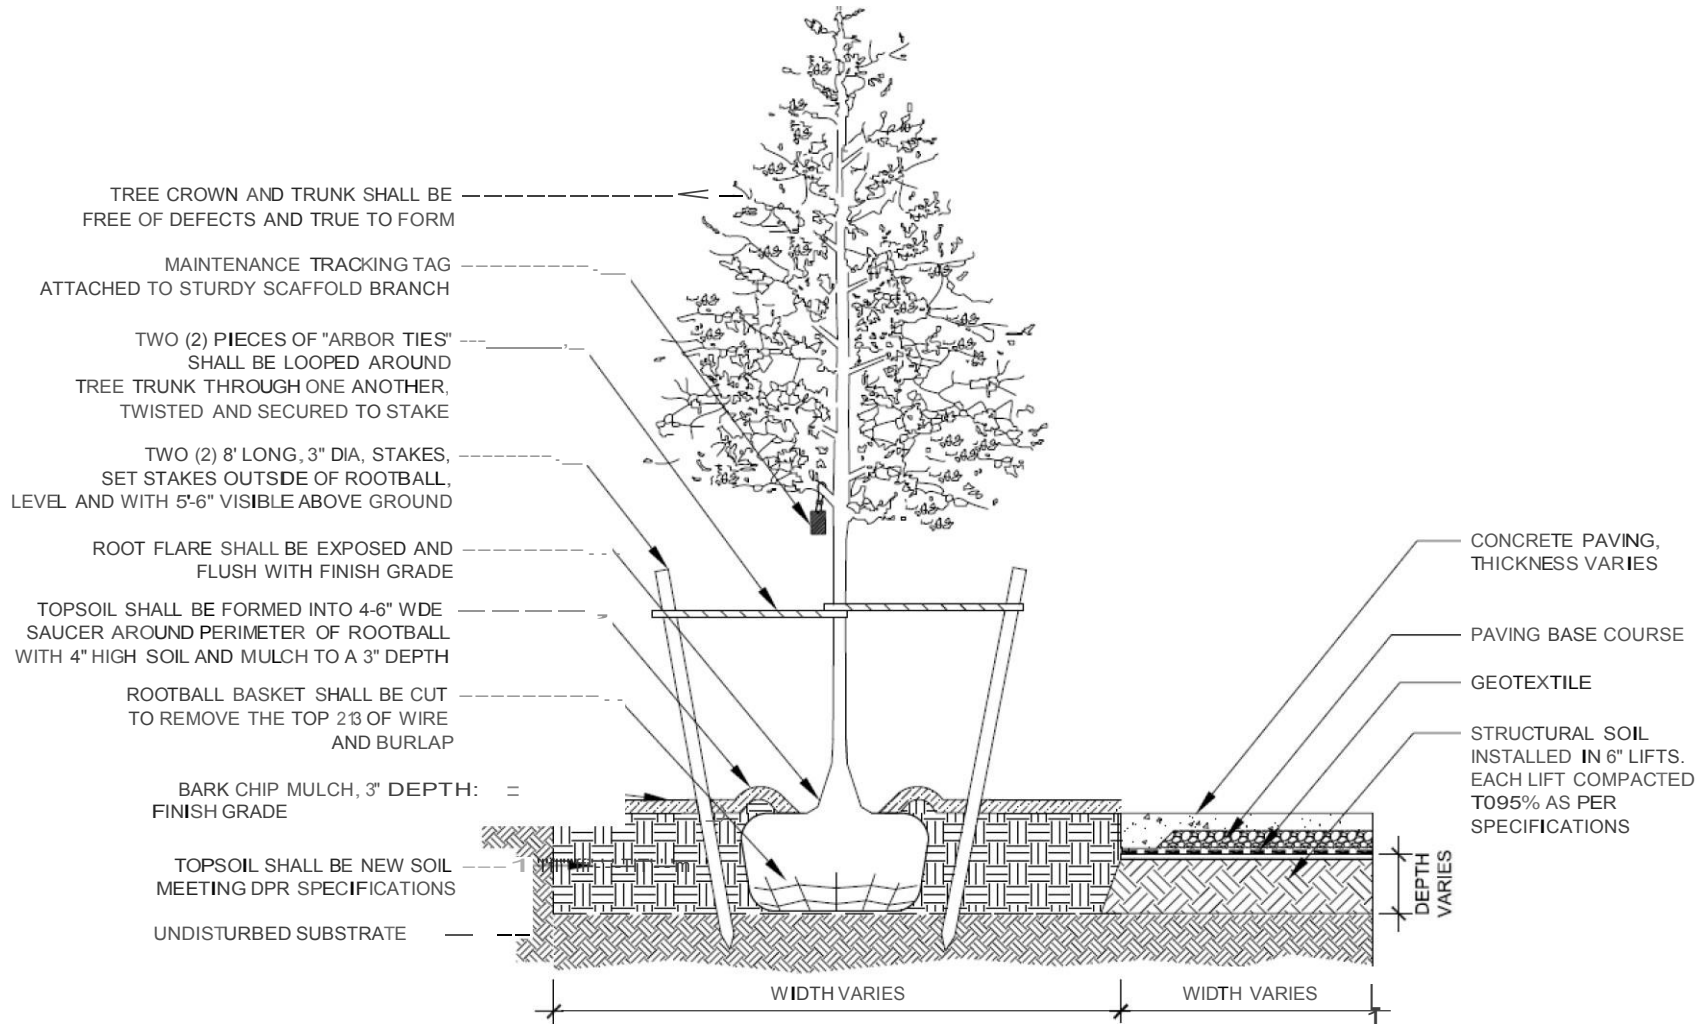 TREE CROWN AND TRUNK SHALL BE
FREE OF DEFECTS AND TRUE TO FORM
MAINTENANCE TRACKING TAG
ATTACHED TO STURDY SCAFFOLD BRANCH
TWO (2) PIECES OF "ARBOR TIES"
SHALL BE LOOPED AROUND
TREE TRUNK THROUGH ONE ANOTHER,
TWISTED AND SECURED TO STAKE
TWO (2) 8' LONG, 3" DIA, STAKES,
SET STAKES OUTSIDE OF ROOTBALL,
LEVEL AND WITH 5'-6" VISIBLE ABOVE GROUND
ROOT FLARE SHALL BE EXPOSED AND
FLUSH WITH FINISH GRADE
TOPSOIL SHALL BE FORMED INTO 4-6" WDE
SAUCER AROUND PERIMETER OF ROOTBALL
WITH 4" HIGH SOIL AND MULCH TO A 3" DEPTH
ROOTBALL BASKET SHALL BE CUT
TO REMOVE THE TOP 213 OF WIRE
AND BURLAP
BARK CHIP MULCH, 3" DEPTH:
FINISH GRADE
TOPSOIL SHALL BE NEW SOIL
MEETING DPR SPECIFICATIONS
UNDISTURBED SUBSTRATE
CONCRETE PAVING,
THICKNESS VARIES
PAVING BASE COURSE
GEOTEXTILE
STRUCTURAL SOIL
INSTALLED IN 6" LIFTS.
EACH LIFT COMPACTED
T095% AS PER
SPECIFICATIONS
DEPTH
VARIES
WIDTH VARIES
WIDTH VARIES